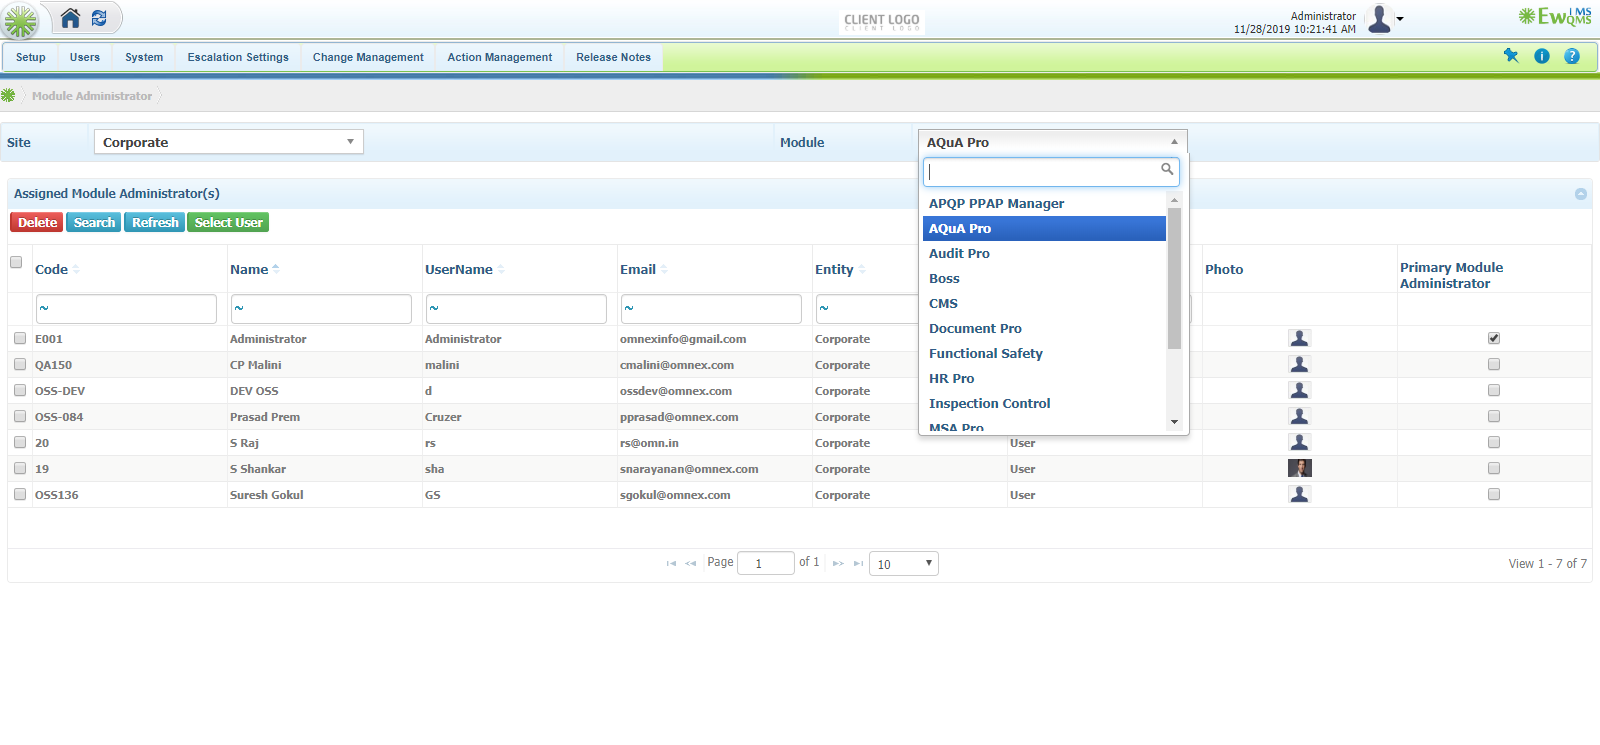 CLIENT LOGO
CLIENT LOGO
Administrator
11/28/2019 10:21:41 AM
EwIMS
QMS
Setup Users System Escalation Settings Change Management Action Management Release Notes
Module Administrator
Site Corporate Module AQuA Pro
APQP PPAP Manager
AQuA Pro
Audit Pro
Boss
CMS
Document Pro
Functional Safety
HR Pro
Inspection Control
MSA Pro
Assigned Module Administrator(s)
Delete Search Refresh Select User
Code Name UserName Email Entity Photo Primary Module Administrator
~ ~ ~ ~ ~
E001 Administrator Administrator omnexinfo@gmail.com Corporate
QA150 CP Malini malini cmalini@omnex.com Corporate
OSS-DEV DEV OSS d ossdev@omnex.com Corporate
OSS-084 Prasad Prem Cruzer pprasad@omnex.com Corporate
20 S Raj rs rs@omn.in Corporate User
19 S Shankar sha snarayanan@omnex.com Corporate User
OSS136 Suresh Gokul GS sgokul@omnex.com Corporate User
Page 1 of 1 10 View 1 - 7 of 7